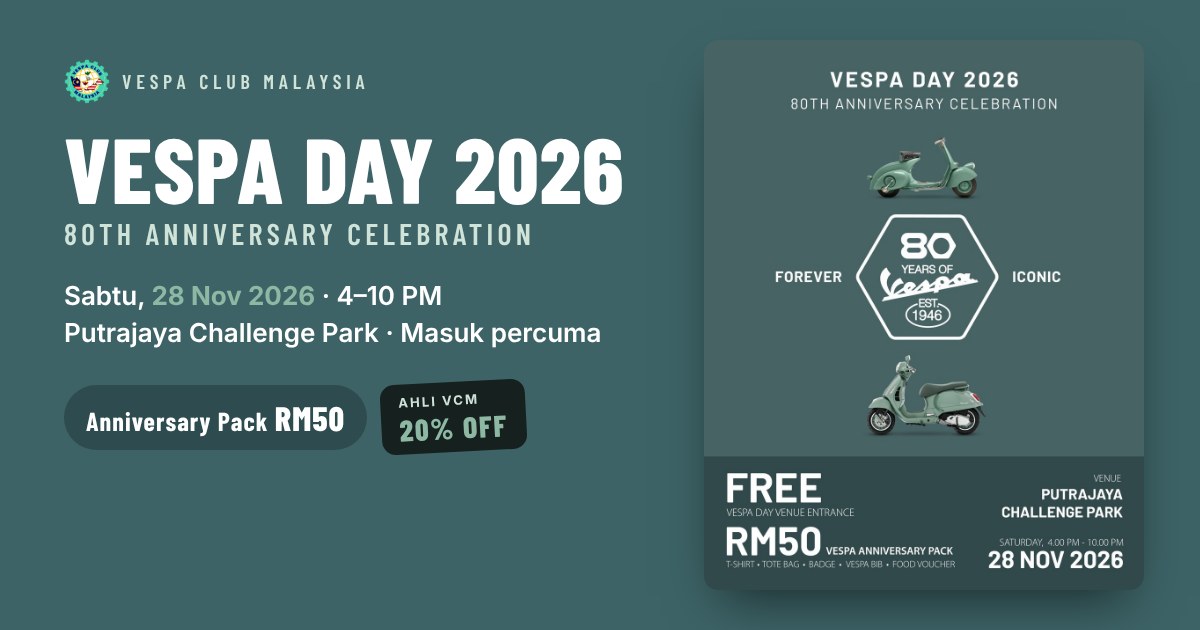 VESPA CLUB MALAYSIA
VESPA DAY 2026
80TH ANNIVERSARY CELEBRATION
Sabtu, 28 Nov 2026 · 4–10 PM
Putrajaya Challenge Park · Masuk percuma
Anniversary Pack RM50
AHLI VCM
20% OFF
VESPA DAY 2026
80TH ANNIVERSARY CELEBRATION
80
YEARS OF
FOREVER
Vespa
ICONIC
EST.
1946
FREE
VESPA DAY VENUE ENTRANCE
RM50 VESPA ANNIVERSARY PACK
T-SHIRT • TOTE BAG • BADGE • VESPA BIB • FOOD VOUCHER
VENUE
PUTRAJAYA
CHALLENGE PARK
SATURDAY, 4.00 PM - 10.00 PM
28 NOV 2026